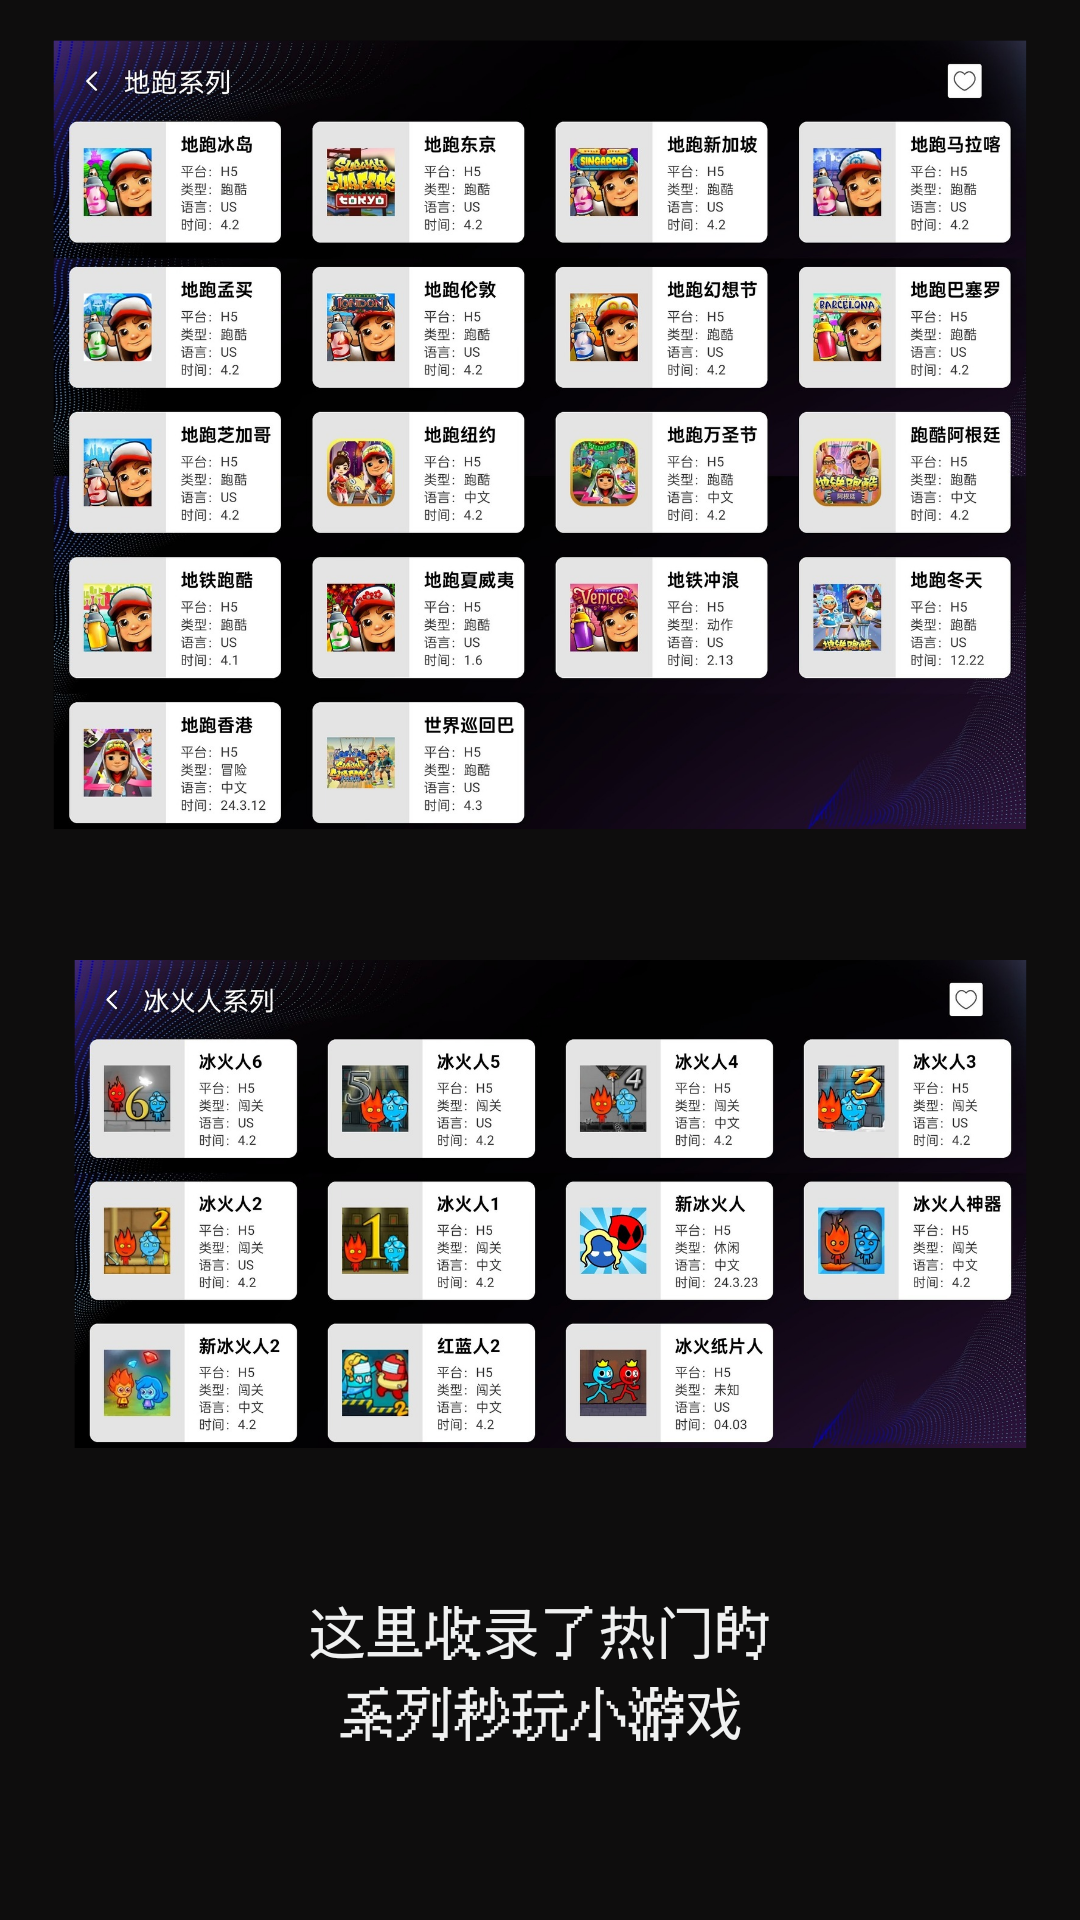 地跑系列
地跑冰岛
平台：H5
类型：跑酷
语言：US
时间：4.2
地跑东京
平台：H5
类型：跑酷
语言：US
时间：4.2
地跑新加坡
平台：H5
类型：跑酷
语言：US
时间：4.2
地跑马拉喀
平台：H5
类型：跑酷
语言：US
时间：4.2
SUBWAY
SURFERS
TOKYO
SINGAPORE
地跑孟买
平台：H5
类型：跑酷
语言：US
时间：4.2
地跑伦敦
平台：H5
类型：跑酷
语言：US
时间：4.2
地跑幻想节
平台：H5
类型：跑酷
语言：US
时间：4.2
地跑巴塞罗
平台：H5
类型：跑酷
语言：US
时间：4.2
LONDON
BARCELONA
地跑芝加哥
平台：H5
类型：跑酷
语言：US
时间：4.2
地跑纽约
平台：H5
类型：跑酷
语言：中文
时间：4.2
地跑万圣节
平台：H5
类型：跑酷
语言：中文
时间：4.2
跑酷阿根廷
平台：H5
类型：跑酷
语言：中文
时间：4.2
地铁跑酷
阿根廷
地铁跑酷
平台：H5
类型：跑酷
语言：US
时间：4.1
地跑夏威夷
平台：H5
类型：跑酷
语言：US
时间：1.6
地铁冲浪
平台：H5
类型：动作
语音：US
时间：2.13
地跑冬天
平台：H5
类型：跑酷
语言：US
时间：12.22
Venice
地铁跑酷
地跑香港
平台：H5
类型：冒险
语言：中文
时间：24.3.12
世界巡回巴
平台：H5
类型：跑酷
语言：US
时间：4.3
冰火人系列
冰火人6
平台：H5
类型：闯关
语言：US
时间：4.2
冰火人5
平台：H5
类型：闯关
语言：US
时间：4.2
冰火人4
平台：H5
类型：闯关
语言：中文
时间：4.2
冰火人3
平台：H5
类型：闯关
语言：US
时间：4.2
6
5
4
3
冰火人2
平台：H5
类型：闯关
语言：US
时间：4.2
冰火人1
平台：H5
类型：闯关
语言：中文
时间：4.2
新冰火人
平台：H5
类型：休闲
语言：中文
时间：24.3.23
冰火人神器
平台：H5
类型：闯关
语言：中文
时间：4.2
2
1
新冰火人2
平台：H5
类型：闯关
语言：中文
时间：4.2
红蓝人2
平台：H5
类型：闯关
语言：中文
时间：4.2
冰火纸片人
平台：H5
类型：未知
语言：US
时间：04.03
2
这里收录了热门的
系列秒玩小游戏